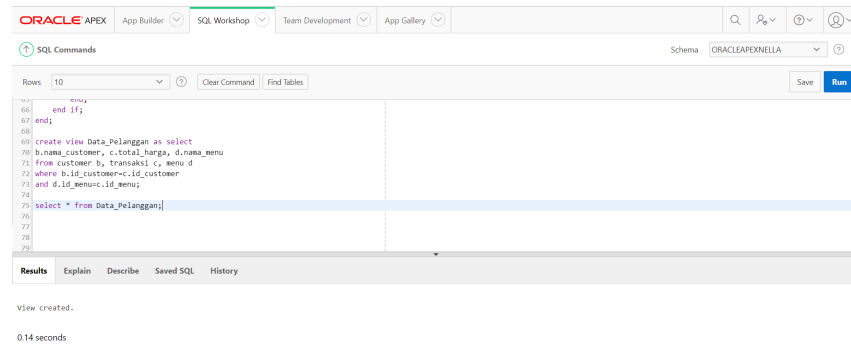 ORACLE APEX App Builder SQL Workshop Team Development App Gallery
SQL Commands Schema ORACLEAPEXNELLA
Rows 10 Clear Command Find Tables Save Run
65 end;
66 end if;
67 end;
68
69 create view Data_Pelanggan as select
70 b.nama_customer, c.total_harga, d.nama_menu
71 from customer b, transaksi c, menu d
72 where b.id_customer=c.id_customer
73 and d.id_menu=c.id_menu;
74
75 select * from Data_Pelanggan;
76
77
78
79
Results Explain Describe Saved SQL History
View created.
0.14 seconds